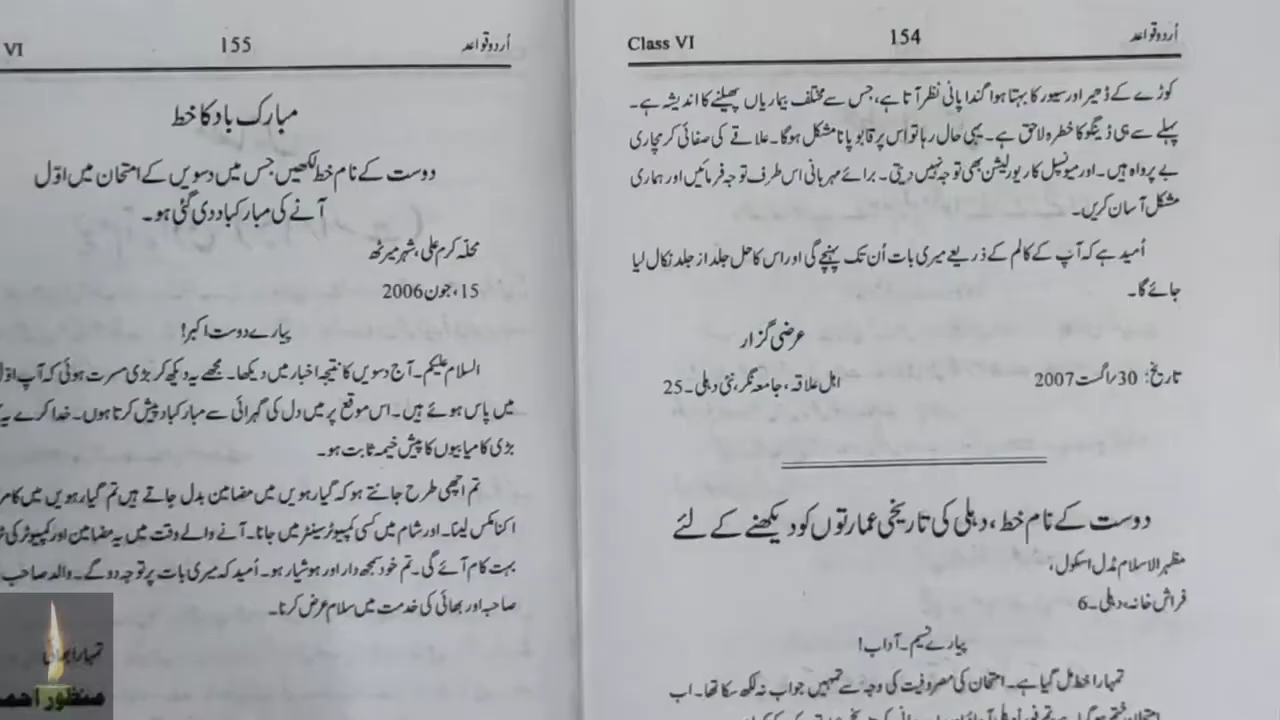 اُردو قواعد 154 Class VI
کوڑے کے ڈھیر اور سیور کا بہتا ہوا گندا پانی نظر آتا ہے، جس سے مختلف بیماریاں پھیلنے کا اندیشہ ہے۔
پہلے سے ہی ڈینگو کا خطرہ لاحق ہے۔ یہی حال رہا تو اس پر قابو پانا مشکل ہوگا۔ علاقے کی صفائی کرمچاری
بے پرواہ ہیں۔ اور میونسپل کارپوریشن بھی توجہ نہیں دیتی۔ برائے مہربانی اس طرف توجہ فرمائیں اور ہماری
مشکل آسان کریں۔
اُمید ہے کہ آپ کے کالم کے ذریعے میری بات اُن تک پہنچے گی اور اس کا حل جلد از جلد نکال لیا
جائے گا۔
عرضی گزار
تاریخ: 30/اگست 2007 اہل علاقہ، جامعہ نگر، نئی دہلی۔25
دوست کے نام خط، دہلی کی تاریخی عمارتوں کو دیکھنے کے لئے
مظہر الاسلام مڈل اسکول،
فراش خانہ، دہلی۔6
پیارے نسیم۔ آداب!
تمہارا خط مل گیا ہے۔ امتحان کی مصروفیت کی وجہ سے تمہیں جواب نہ لکھ سکا تھا۔ اب
اُردو قواعد 155 VI
مبارک باد کا خط
دوست کے نام خط لکھیں جس میں دسویں کے امتحان میں اوّل
آنے کی مبارکباد دی گئی ہو۔
محلہ کرم علی، شہر میرٹھ
15، جون 2006
پیارے دوست اکبر!
السلام علیکم۔ آج دسویں کا نتیجہ اخبار میں دیکھا۔ مجھے یہ دیکھ کر بڑی مسرت ہوئی کہ آپ اوّل
میں پاس ہوئے ہیں۔ اس موقع پر میں دل کی گہرائی سے مبارکباد پیش کرتا ہوں۔ خدا کرے یہ
بڑی کامیابیوں کا پیش خیمہ ثابت ہو۔
تم اچھی طرح جانتے ہو کہ گیارہویں میں مضامین بدل جاتے ہیں تم گیارہویں میں
اکنامکس لینا۔ اور شام میں کسی کمپیوٹر سینٹر میں جانا۔ آنے والے وقت میں یہ مضامین اور کمپیوٹر کی
بہت کام آئے گی۔ تم خود سمجھ دار اور ہوشیار ہو۔ اُمید کہ میری بات پر توجہ دو گے۔ والد صاحب
صاحبہ اور بھائی کی خدمت میں سلام عرض کرنا۔
تمہارا بھائی
منظور احمد